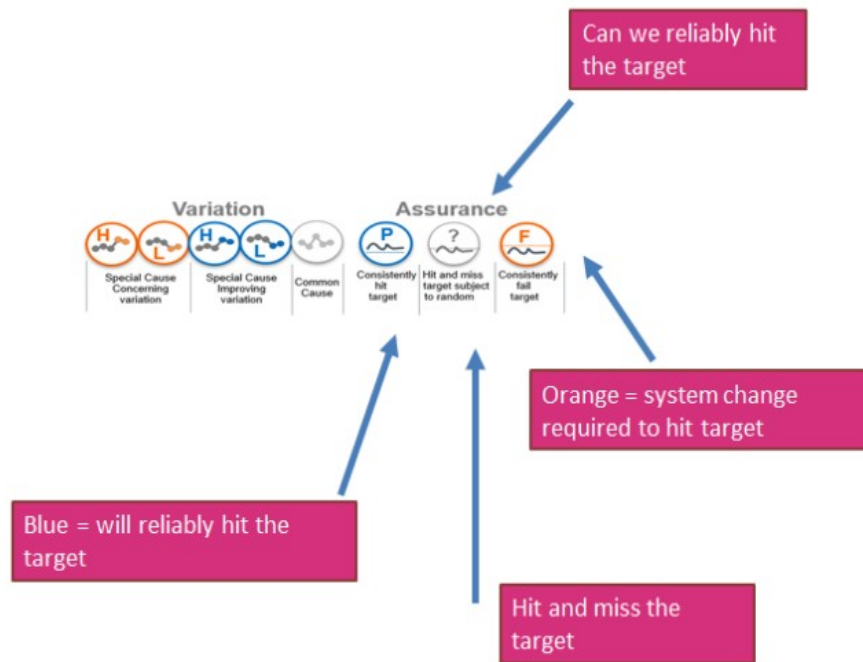 Can we reliably hit
the target
Variation
Assurance
H
L
H
L
P
?
F
Special Cause
Concerning
variation
Special Cause
Improving
variation
Common
Cause
Consistently
hit
target
Hit and miss
target subject
to random
Consistently
fail
target
Orange = system change
required to hit target
Blue = will reliably hit the
target
Hit and miss the
target